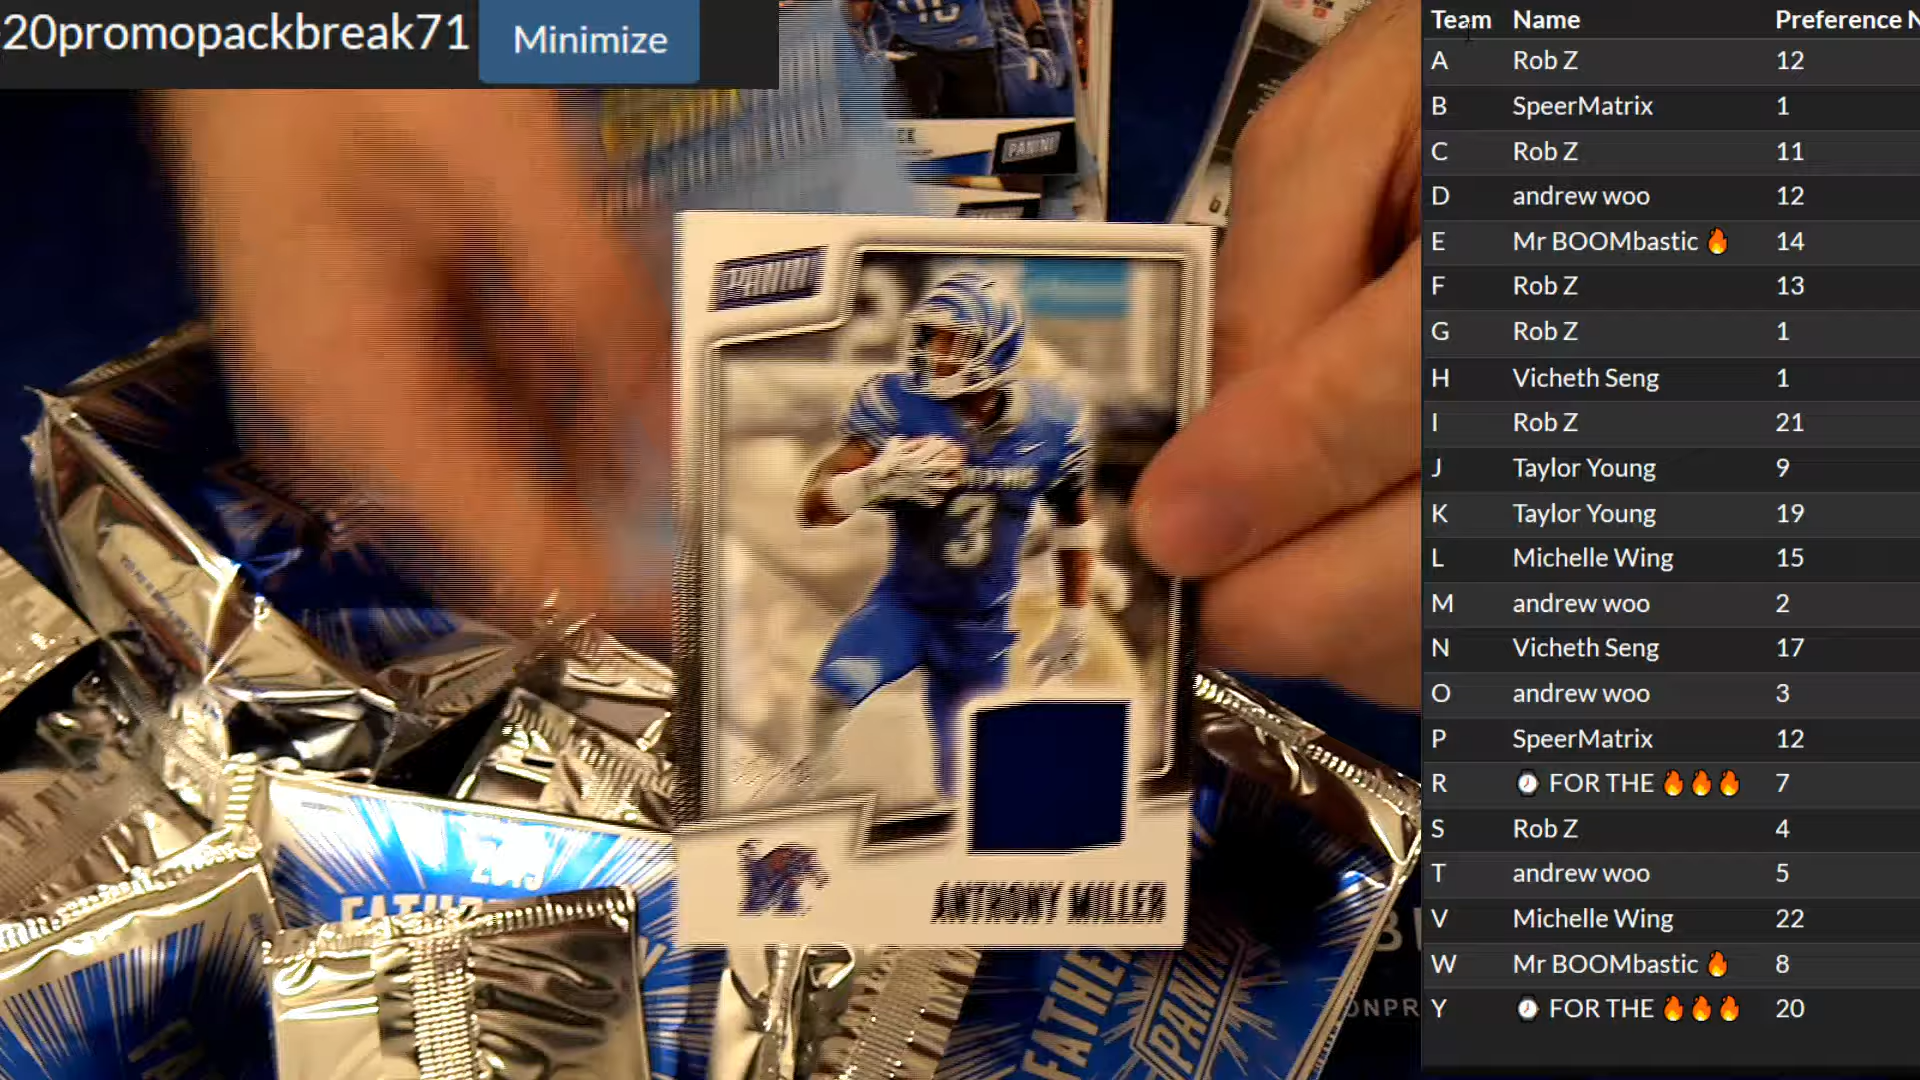 20promopackbreak71
Minimize
PANINI
PANINI
3
ANTHONY MILLER
2019
FATHE
PANINI
Team Name Preference N
A Rob Z 12
B SpeerMatrix 1
C Rob Z 11
D andrew woo 12
E Mr BOOMbastic 🔥 14
F Rob Z 13
G Rob Z 1
H Vicheth Seng 1
I Rob Z 21
J Taylor Young 9
K Taylor Young 19
L Michelle Wing 15
M andrew woo 2
N Vicheth Seng 17
O andrew woo 3
P SpeerMatrix 12
R ⌚ FOR THE 🔥🔥🔥 7
S Rob Z 4
T andrew woo 5
V Michelle Wing 22
W Mr BOOMbastic 🔥 8
Y ⌚ FOR THE 🔥🔥🔥 20